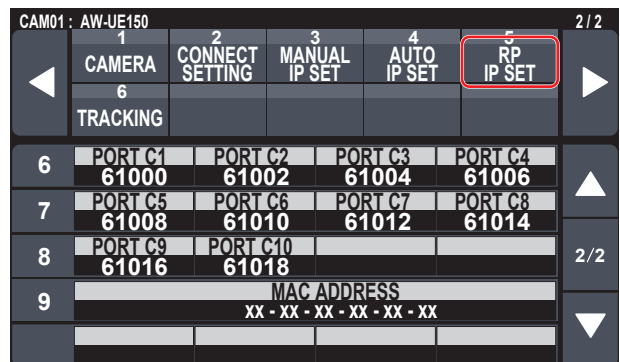 CAM01 : AW-UE150 2 / 2
1 2 3 4 5
CAMERA CONNECT SETTING MANUAL IP SET AUTO IP SET RP IP SET
6
TRACKING
6 PORT C1 PORT C2 PORT C3 PORT C4
61000 61002 61004 61006
7 PORT C5 PORT C6 PORT C7 PORT C8
61008 61010 61012 61014
8 PORT C9 PORT C10
61016 61018
2/2
9 MAC ADDRESS
XX - XX - XX - XX - XX - XX